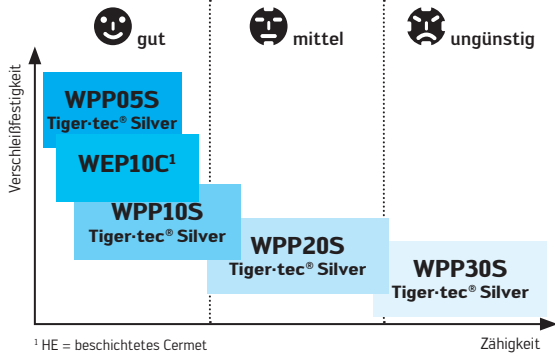 gut
mittel
ungünstig
Verschleißfestigkeit
WPP05S
Tiger·tec® Silver
WEP10C¹
WPP10S
Tiger·tec® Silver
WPP20S
Tiger·tec® Silver
WPP30S
Tiger·tec® Silver
¹ HE = beschichtetes Cermet
Zähigkeit